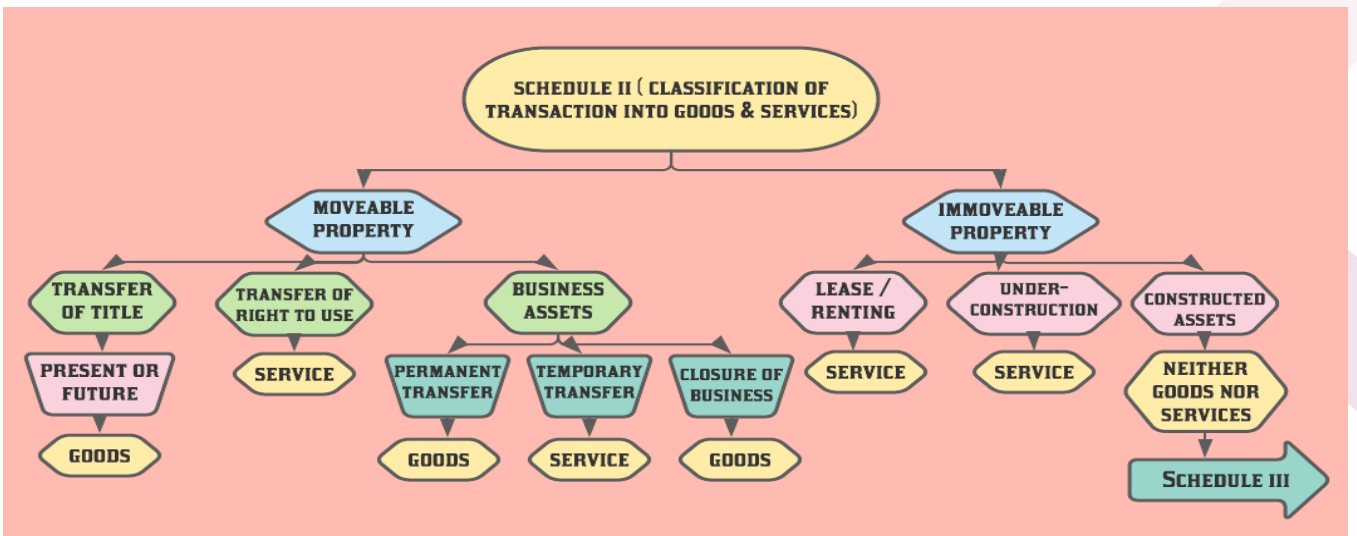 SCHEDULE II ( CLASSIFICATION OF
TRANSACTION INTO GOODS & SERVICES)
MOVEABLE
PROPERTY
IMMOVEABLE
PROPERTY
TRANSFER
OF TITLE
TRANSFER OF
RIGHT TO USE
BUSINESS
ASSETS
LEASE /
RENTING
UNDER-
CONSTRUCTION
CONSTRUCTED
ASSETS
PRESENT OR
FUTURE
SERVICE
PERMANENT
TRANSFER
TEMPORARY
TRANSFER
CLOSURE OF
BUSINESS
SERVICE
SERVICE
NEITHER
GOODS NOR
SERVICES
GOODS
GOODS
SERVICE
GOODS
SCHEDULE III